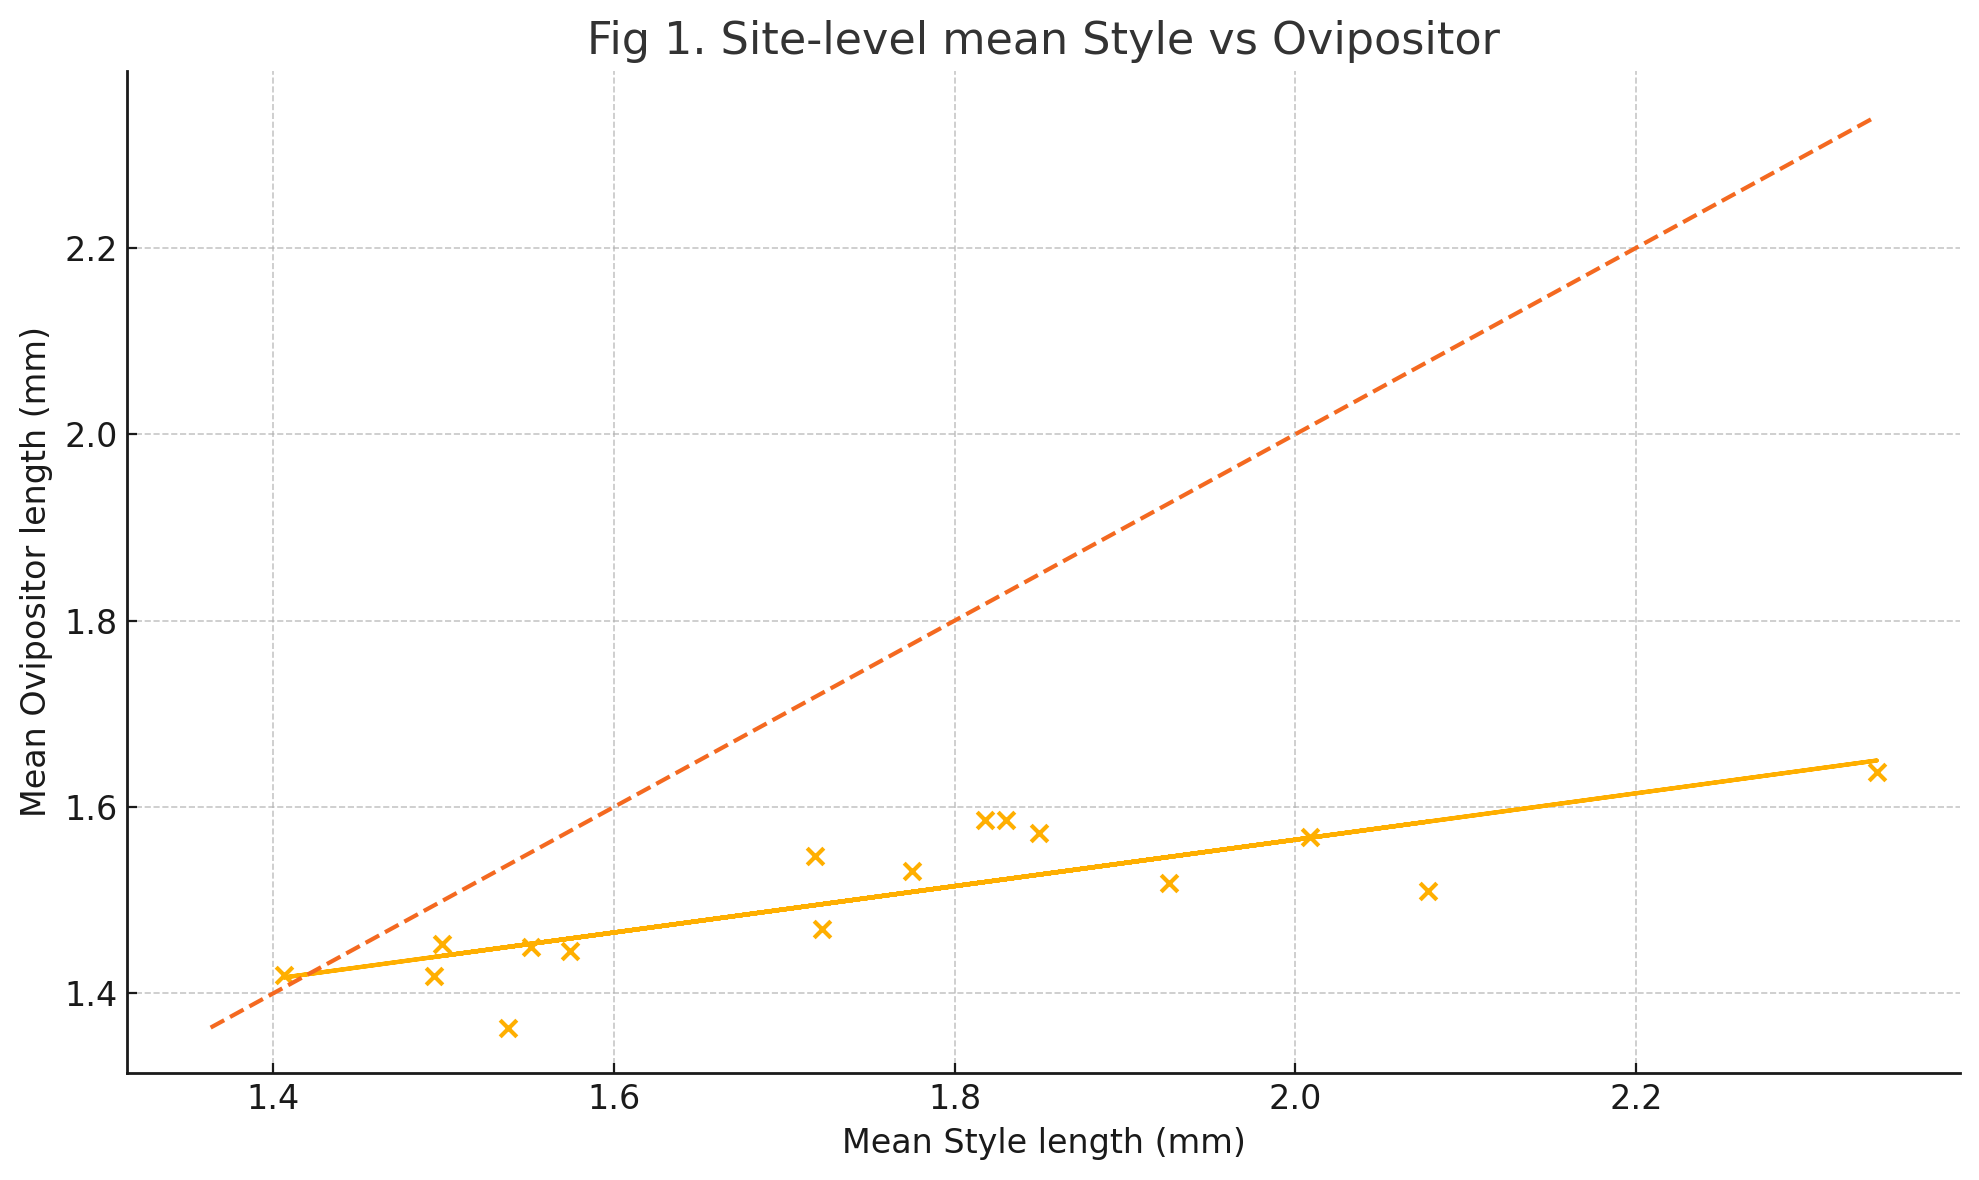 Fig 1. Site-level mean Style vs Ovipositor
Mean Ovipositor length (mm)
2.2
2.0
1.8
1.6
1.4
1.4 1.6 1.8 2.0 2.2
Mean Style length (mm)